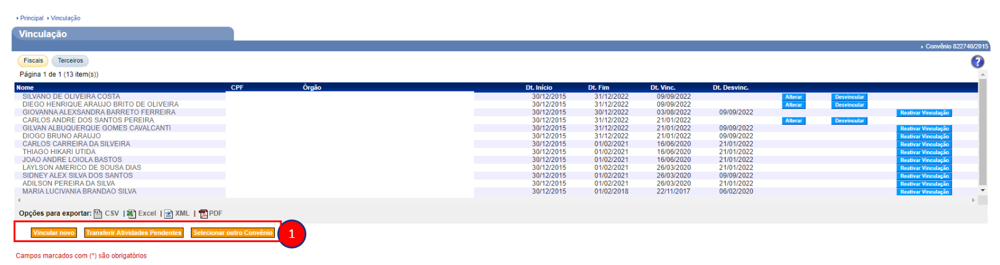 Principal Vinculação
Vinculação
Convênio 822740/2015
Fiscais Terceiros
Página 1 de 1 (13 item(s))
Nome CPF Órgão Dt. Início Dt. Fim Dt. Vinc. Dt. Desvinc.
SILVANO DE OLIVEIRA COSTA 30/12/2015 31/12/2022 09/09/2022 Alterar Desvincular
DIEGO HENRIQUE ARAUJO BRITO DE OLIVEIRA 30/12/2015 31/12/2022 09/09/2022 Alterar Desvincular
GIOVANNA ALEXSANDRA BARRETO FERREIRA 30/12/2015 30/12/2022 03/08/2022 09/09/2022 Reativar Vinculação
CARLOS ANDRE DOS SANTOS PEREIRA 30/12/2015 31/12/2022 21/01/2022 Alterar Desvincular
GILVAN ALBUQUERQUE GOMES CAVALCANTI 30/12/2015 31/12/2022 21/01/2022 09/09/2022 Reativar Vinculação
DIOGO BRUNO ARAUJO 30/12/2015 31/12/2022 21/01/2022 09/09/2022 Reativar Vinculação
CARLOS CARREIRA DA SILVEIRA 30/12/2015 01/02/2021 16/06/2020 21/01/2022 Reativar Vinculação
THIAGO HIKARI UTIDA 30/12/2015 01/02/2021 16/06/2020 21/01/2022 Reativar Vinculação
JOAO ANDRE LOIOLA BASTOS 30/12/2015 01/02/2021 16/06/2020 21/01/2022 Reativar Vinculação
LAYLSON AMERICO DE SOUSA DIAS 30/12/2015 01/02/2021 26/03/2020 21/01/2022 Reativar Vinculação
SIDNEY ALEX SILVA DOS SANTOS 30/12/2015 01/02/2021 26/03/2020 09/09/2022 Reativar Vinculação
ADILSON PEREIRA DA SILVA 30/12/2015 01/02/2021 26/03/2020 21/01/2022 Reativar Vinculação
MARIA LUCIVANIA BRANDAO SILVA 30/12/2015 01/02/2018 22/11/2017 06/02/2020 Reativar Vinculação
Opções para exportar: CSV | Excel | XML | PDF
Vincular novo Transferir Atividades Pendentes Selecionar outro Convênio 1
Campos marcados com (*) são obrigatórios